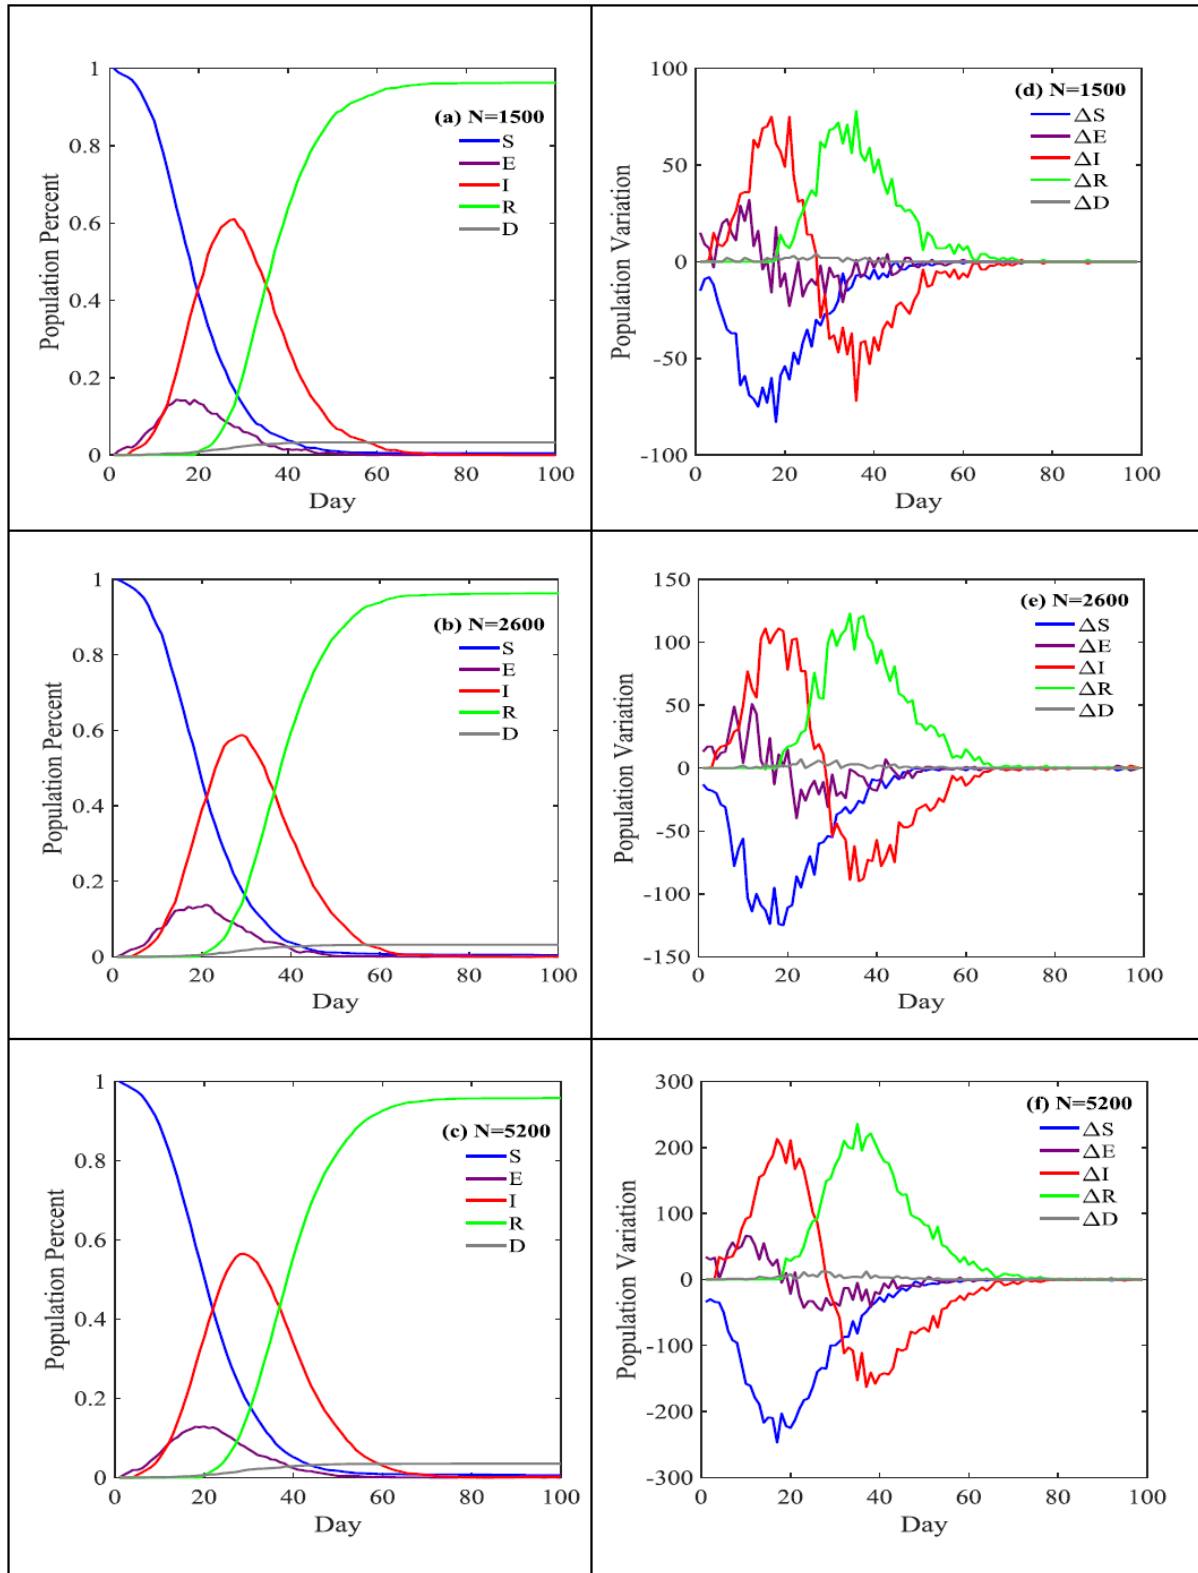 1
0.8
0.6
0.4
0.2
0
Population Percent
(a) N=1500
S
E
I
R
D
0 20 40 60 80 100
Day
100
50
0
-50
-100
Population Variation
(d) N=1500
ΔS
ΔE
ΔI
ΔR
ΔD
0 20 40 60 80 100
Day
1
0.8
0.6
0.4
0.2
0
Population Percent
(b) N=2600
S
E
I
R
D
0 20 40 60 80 100
Day
150
100
50
0
-50
-100
-150
Population Variation
(e) N=2600
ΔS
ΔE
ΔI
ΔR
ΔD
0 20 40 60 80 100
Day
1
0.8
0.6
0.4
0.2
0
Population Percent
(c) N=5200
S
E
I
R
D
0 20 40 60 80 100
Day
300
200
100
0
-100
-200
-300
Population Variation
(f) N=5200
ΔS
ΔE
ΔI
ΔR
ΔD
0 20 40 60 80 100
Day